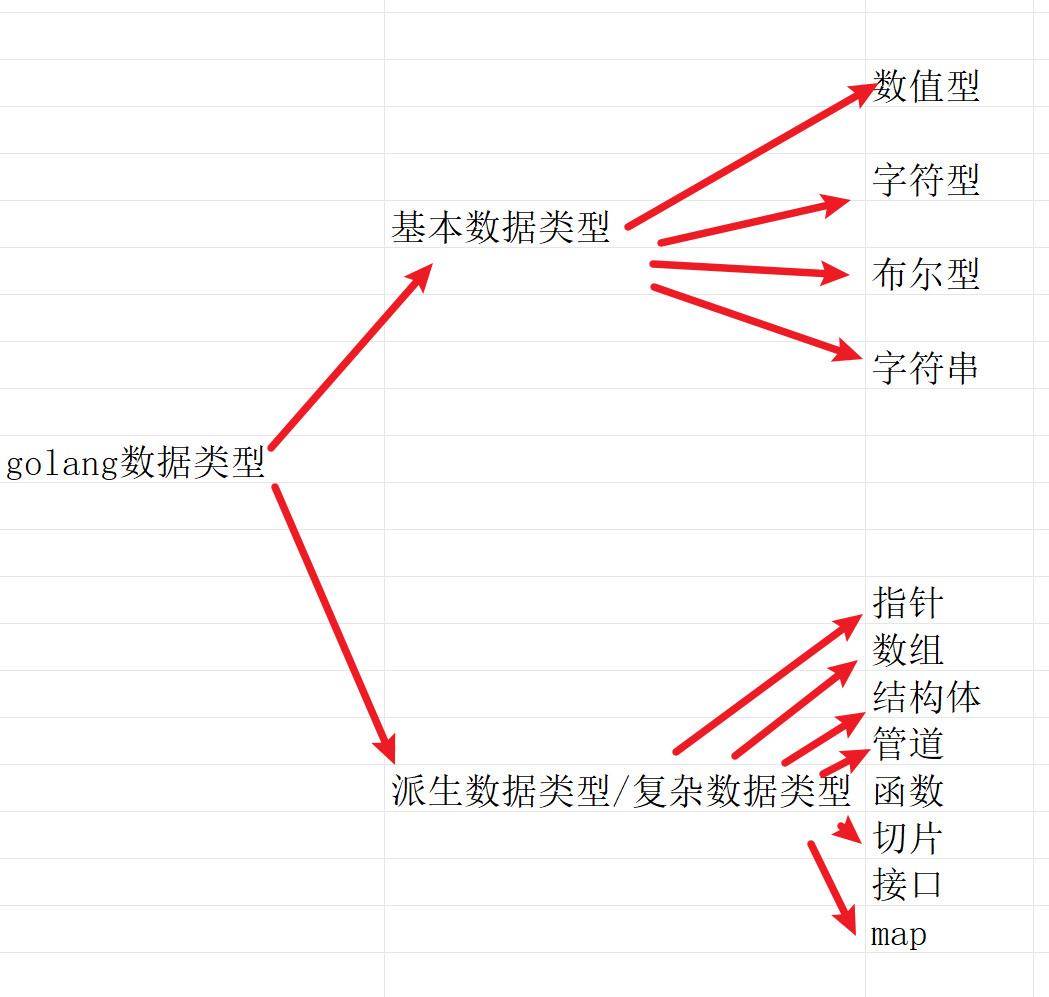 数值型
字符型
基本数据类型
布尔型
字符串
golang数据类型
指针
数组
结构体
管道
派生数据类型/复杂数据类型
函数
切片
接口
map